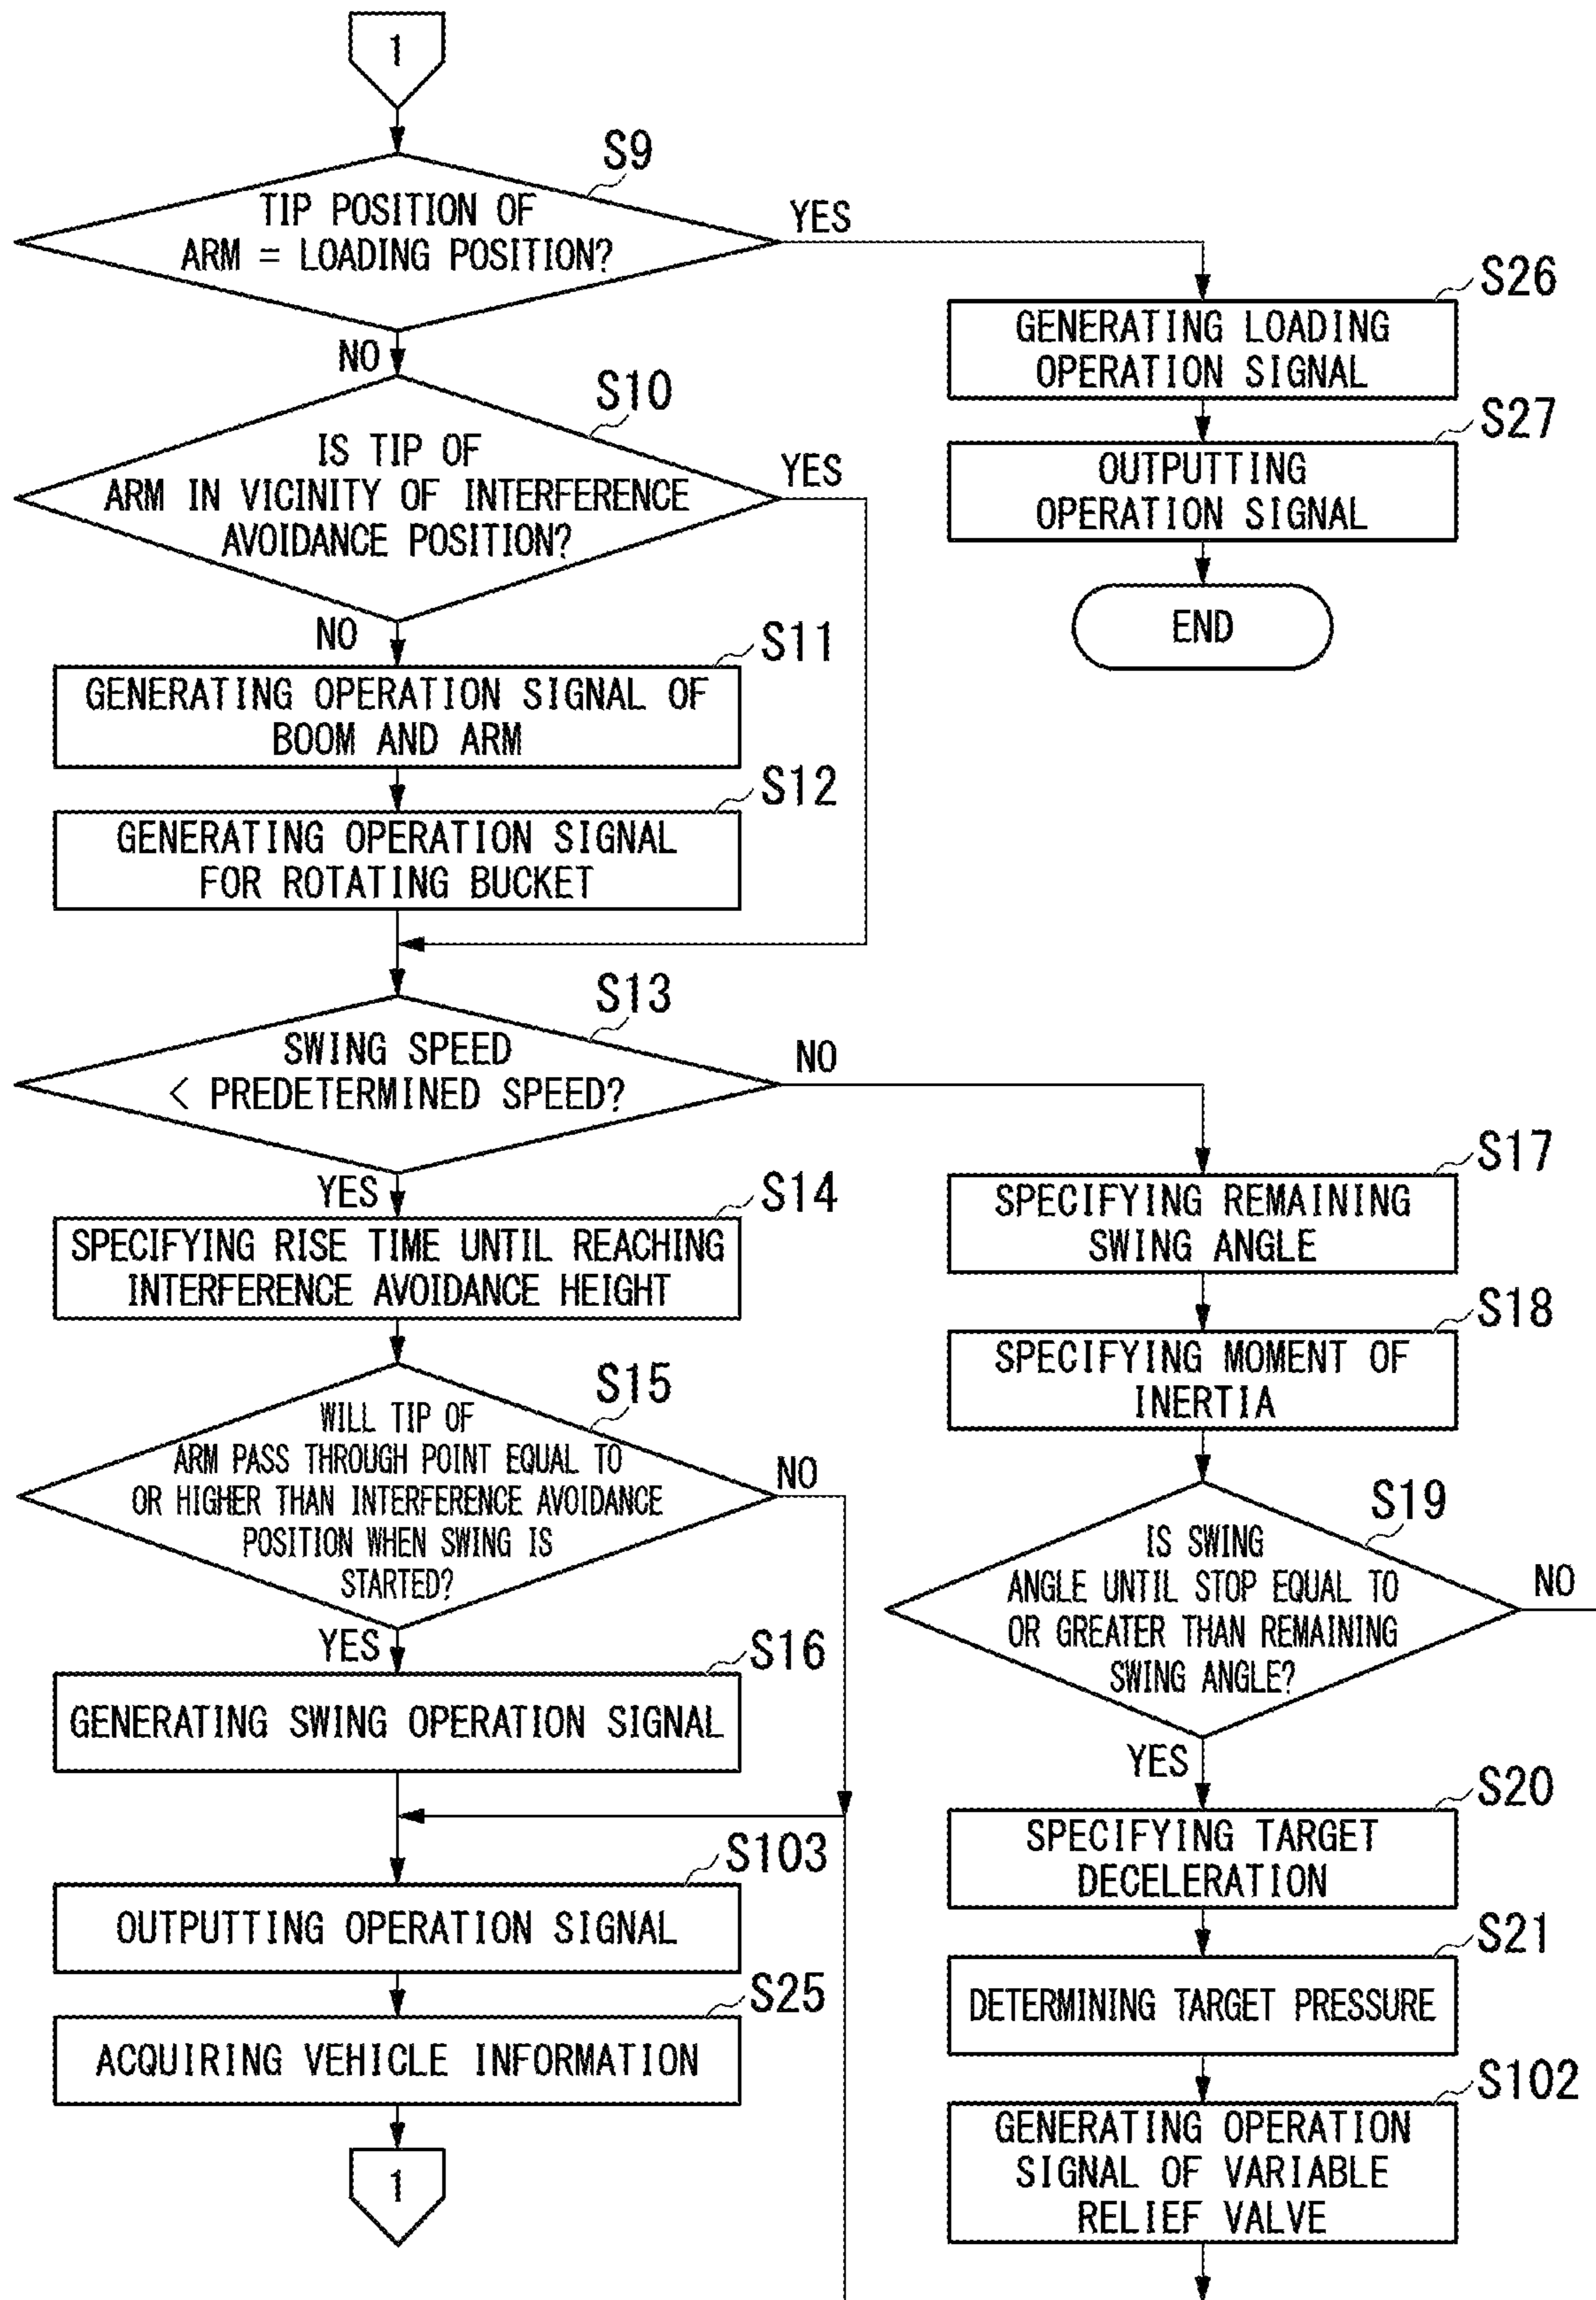 1
S9
TIP POSITION OF
ARM = LOADING POSITION?
YES
NO
S26
GENERATING LOADING
OPERATION SIGNAL
S27
OUTPUTTING
OPERATION SIGNAL
END
S10
IS TIP OF
ARM IN VICINITY OF INTERFERENCE
AVOIDANCE POSITION?
YES
NO
S11
GENERATING OPERATION SIGNAL OF
BOOM AND ARM
S12
GENERATING OPERATION SIGNAL
FOR ROTATING BUCKET
S13
SWING SPEED
< PREDETERMINED SPEED?
NO
YES
S14
SPECIFYING RISE TIME UNTIL REACHING
INTERFERENCE AVOIDANCE HEIGHT
S15
WILL TIP OF
ARM PASS THROUGH POINT EQUAL TO
OR HIGHER THAN INTERFERENCE AVOIDANCE
POSITION WHEN SWING IS
STARTED?
NO
YES
S16
GENERATING SWING OPERATION SIGNAL
S103
OUTPUTTING OPERATION SIGNAL
S25
ACQUIRING VEHICLE INFORMATION
1
S17
SPECIFYING REMAINING
SWING ANGLE
S18
SPECIFYING MOMENT OF
INERTIA
S19
IS SWING
ANGLE UNTIL STOP EQUAL TO
OR GREATER THAN REMAINING
SWING ANGLE?
NO
YES
S20
SPECIFYING TARGET
DECELERATION
S21
DETERMINING TARGET PRESSURE
S102
GENERATING OPERATION
SIGNAL OF VARIABLE
RELIEF VALVE